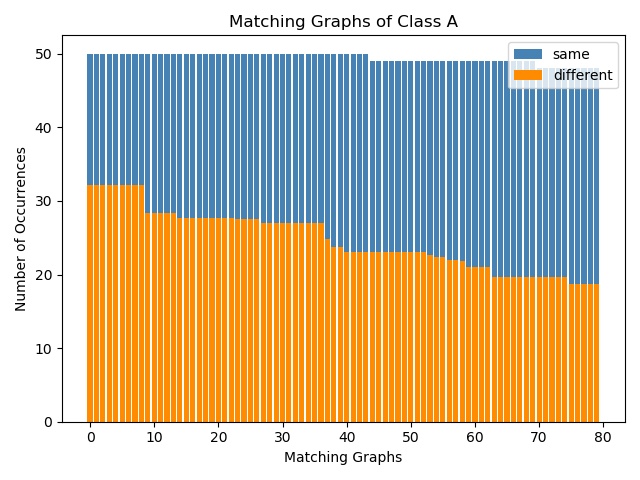 Matching Graphs of Class A
same
different
Number of Occurrences
50
40
30
20
10
0
0 10 20 30 40 50 60 70 80
Matching Graphs